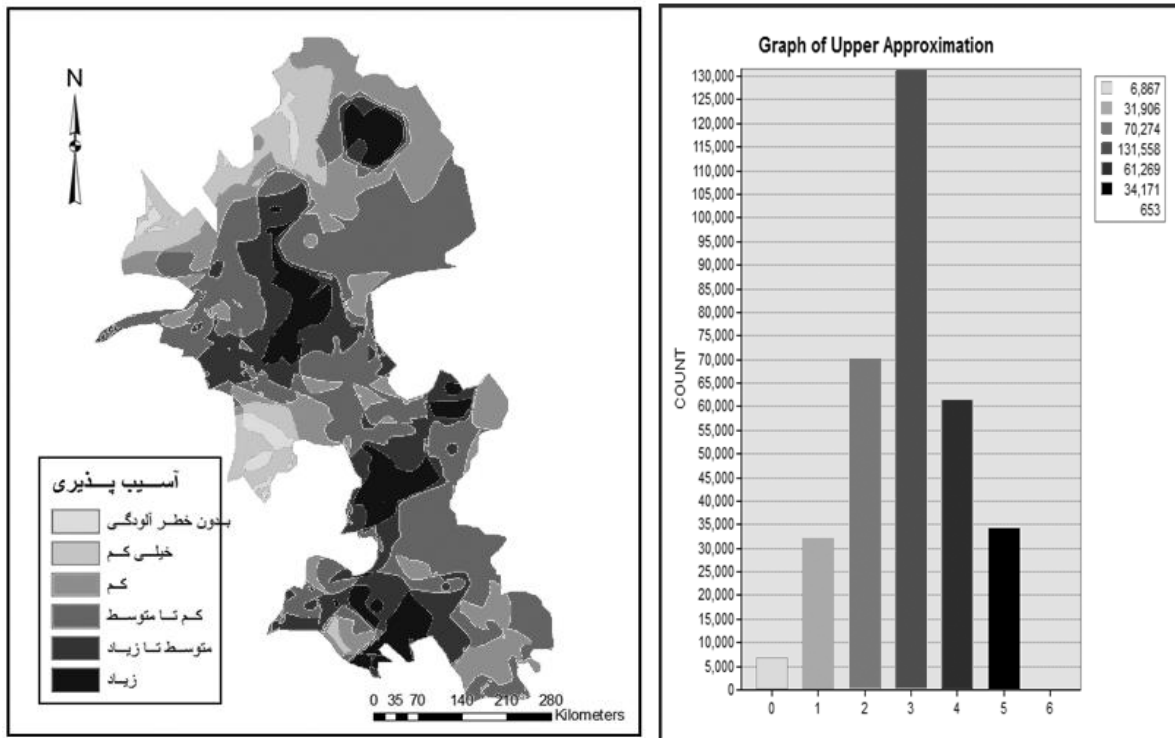 N
آسیب پذیری
بدون خطر آلودگی
خیلی کم
کم
کم تا متوسط
متوسط تا زیاد
زیاد
0 35 70 140 210 280
Kilometers
Graph of Upper Approximation
COUNT
130,000
125,000
120,000
115,000
110,000
105,000
100,000
95,000
90,000
85,000
80,000
75,000
70,000
65,000
60,000
55,000
50,000
45,000
40,000
35,000
30,000
25,000
20,000
15,000
10,000
5,000
0
0 1 2 3 4 5 6
6,867
31,906
70,274
131,558
61,269
34,171
653